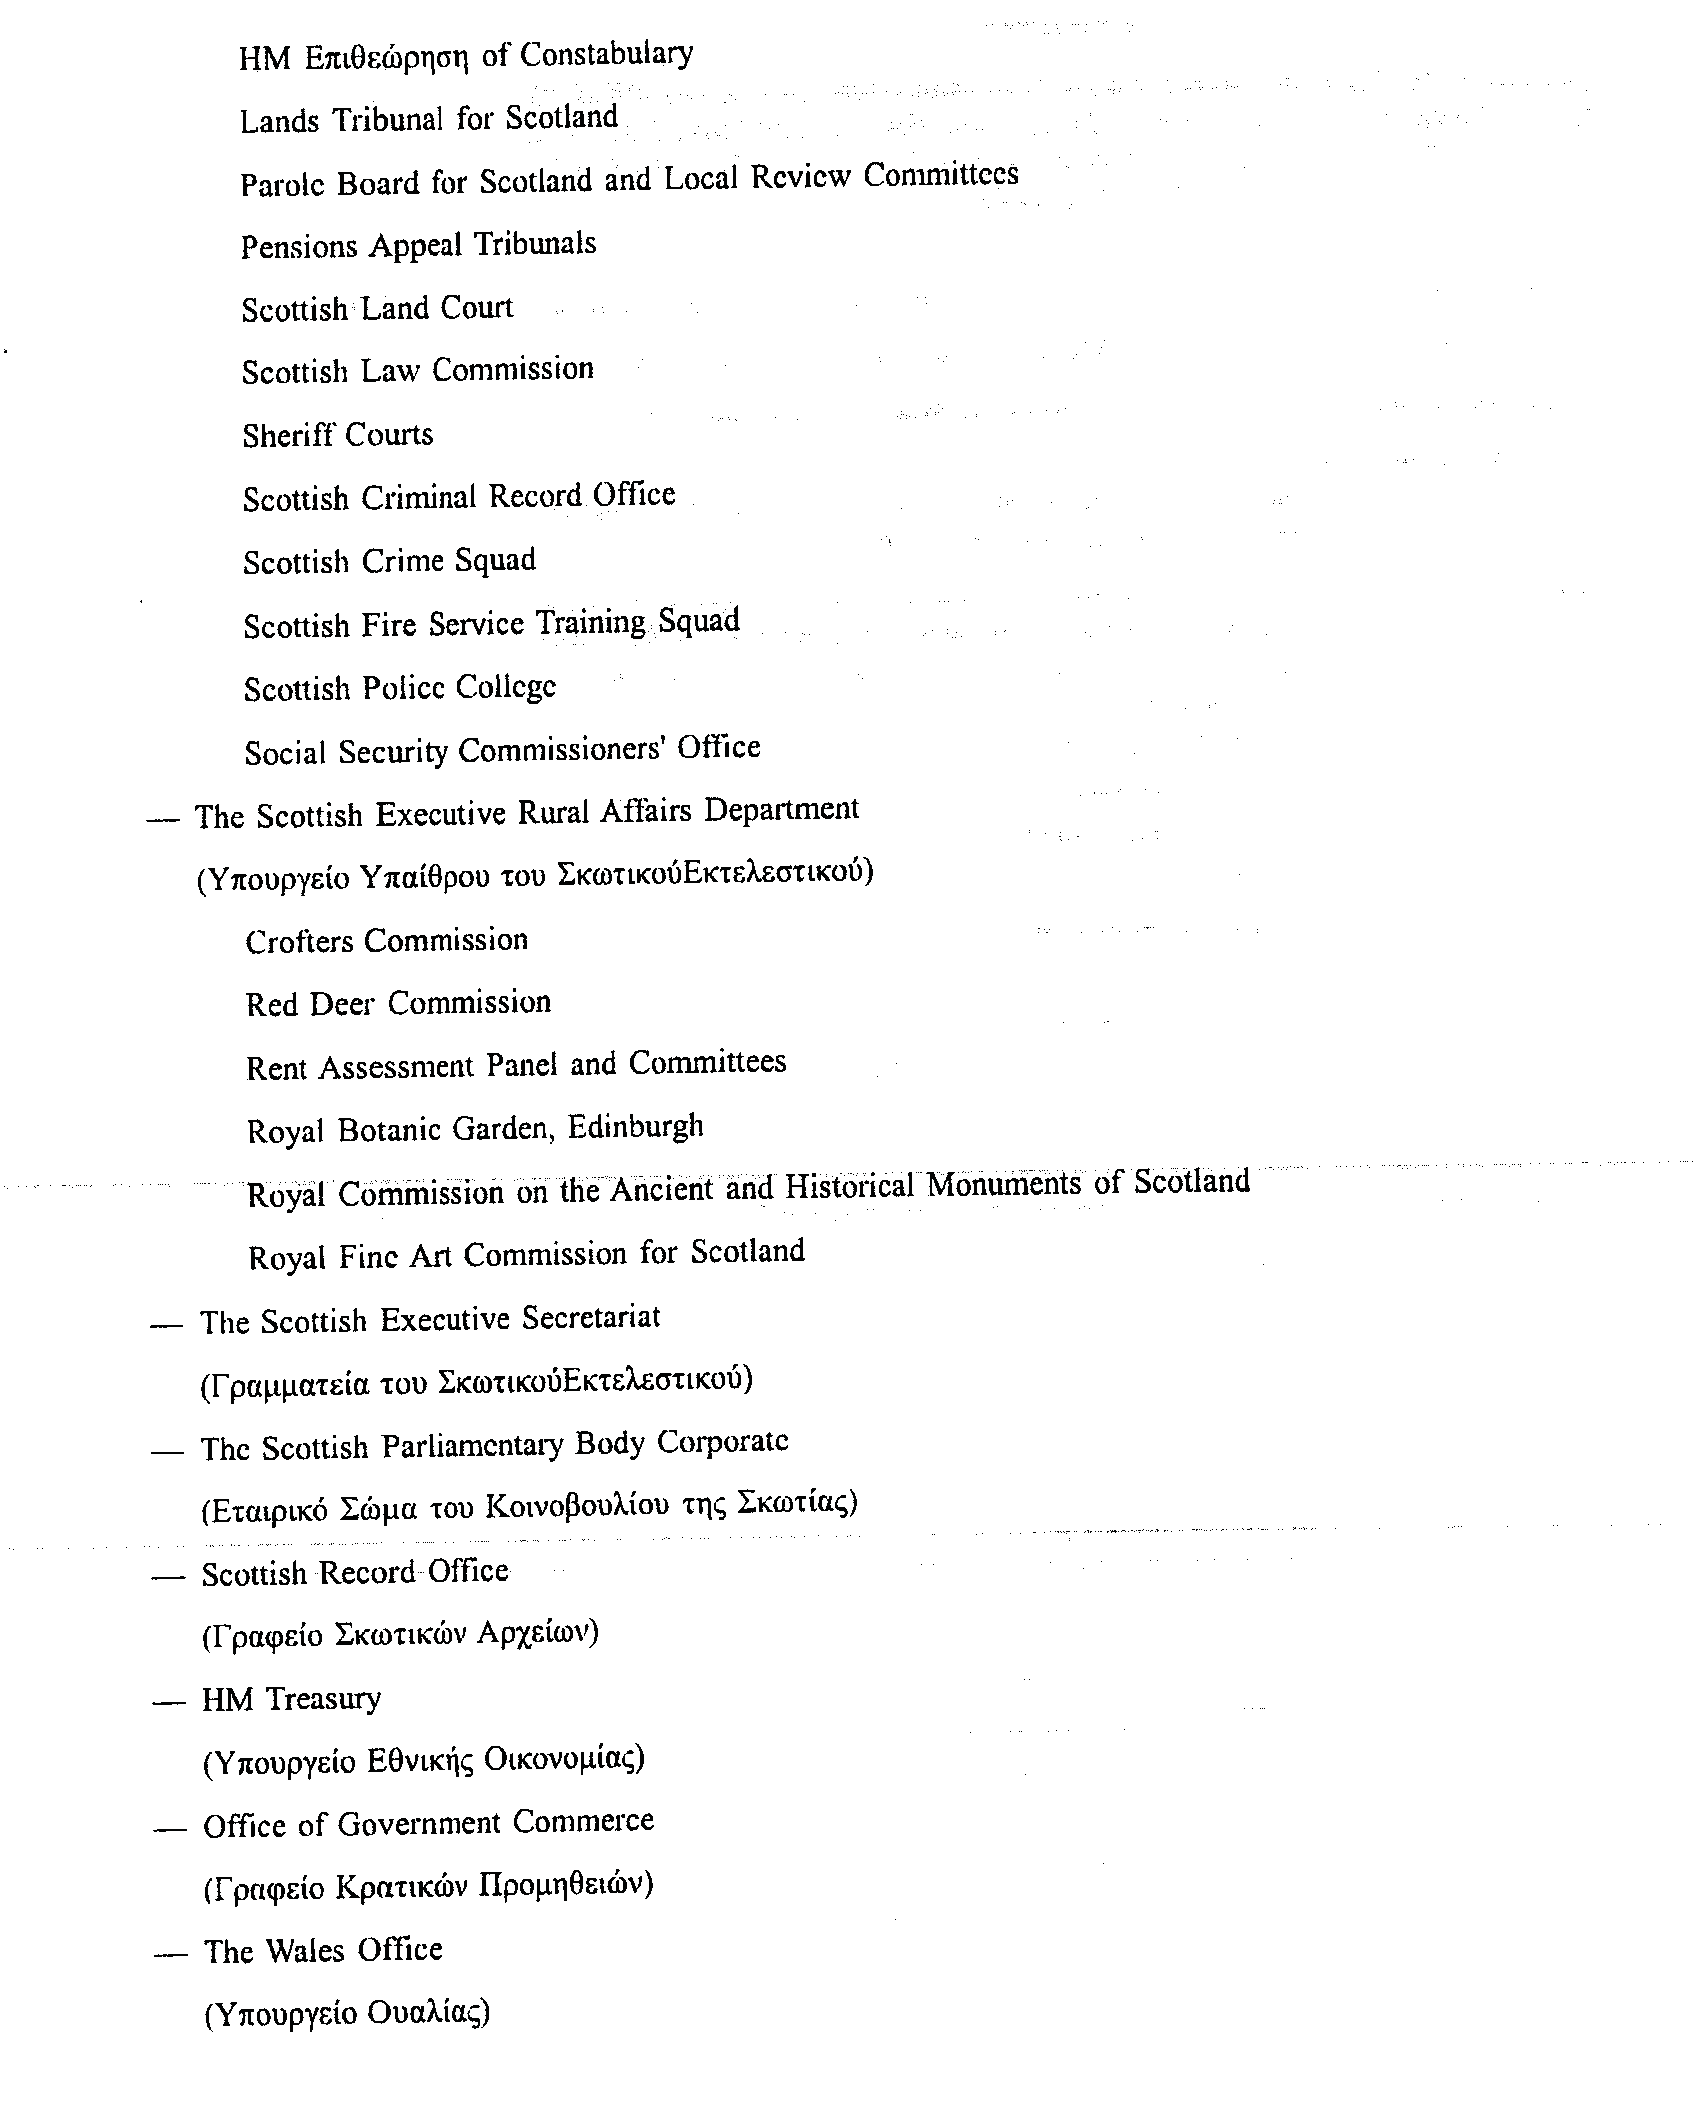 HM Επιθεώρηση of Constabulary
Lands Tribunal for Scotland
Parole Board for Scotland and Local Review Committees
Pensions Appeal Tribunals
Scottish Land Court
Scottish Law Commission
Sheriff Courts
Scottish Criminal Record Office
Scottish Crime Squad
Scottish Fire Service Training Squad
Scottish Police College
Social Security Commissioners' Office
— The Scottish Executive Rural Affairs Department
(Υπουργείο Υπαίθρου του ΣκωτικούΕκτελεστικού)
Crofters Commission
Red Deer Commission
Rent Assessment Panel and Committees
Royal Botanic Garden, Edinburgh
Royal Commission on the Ancient and Historical Monuments of Scotland
Royal Fine Art Commission for Scotland
— The Scottish Executive Secretariat
(Γραμματεία του ΣκωτικούΕκτελεστικού)
— The Scottish Parliamentary Body Corporate
(Εταιρικό Σώμα του Κοινοβουλίου της Σκωτίας)
— Scottish Record Office
(Γραφείο Σκωτικών Αρχείων)
— HM Treasury
(Υπουργείο Εθνικής Οικονομίας)
— Office of Government Commerce
(Γραφείο Κρατικών Προμηθειών)
— The Wales Office
(Υπουργείο Ουαλίας)